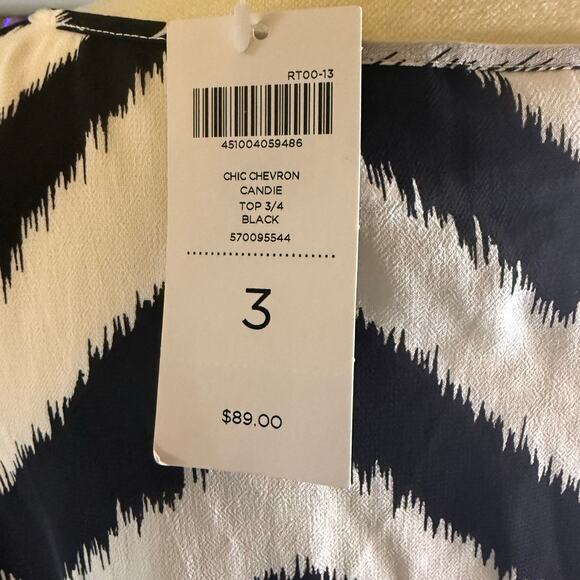 RT00-13
451004059486
CHIC CHEVRON
CANDIE
TOP 3/4
BLACK
570095544
3
$89.00